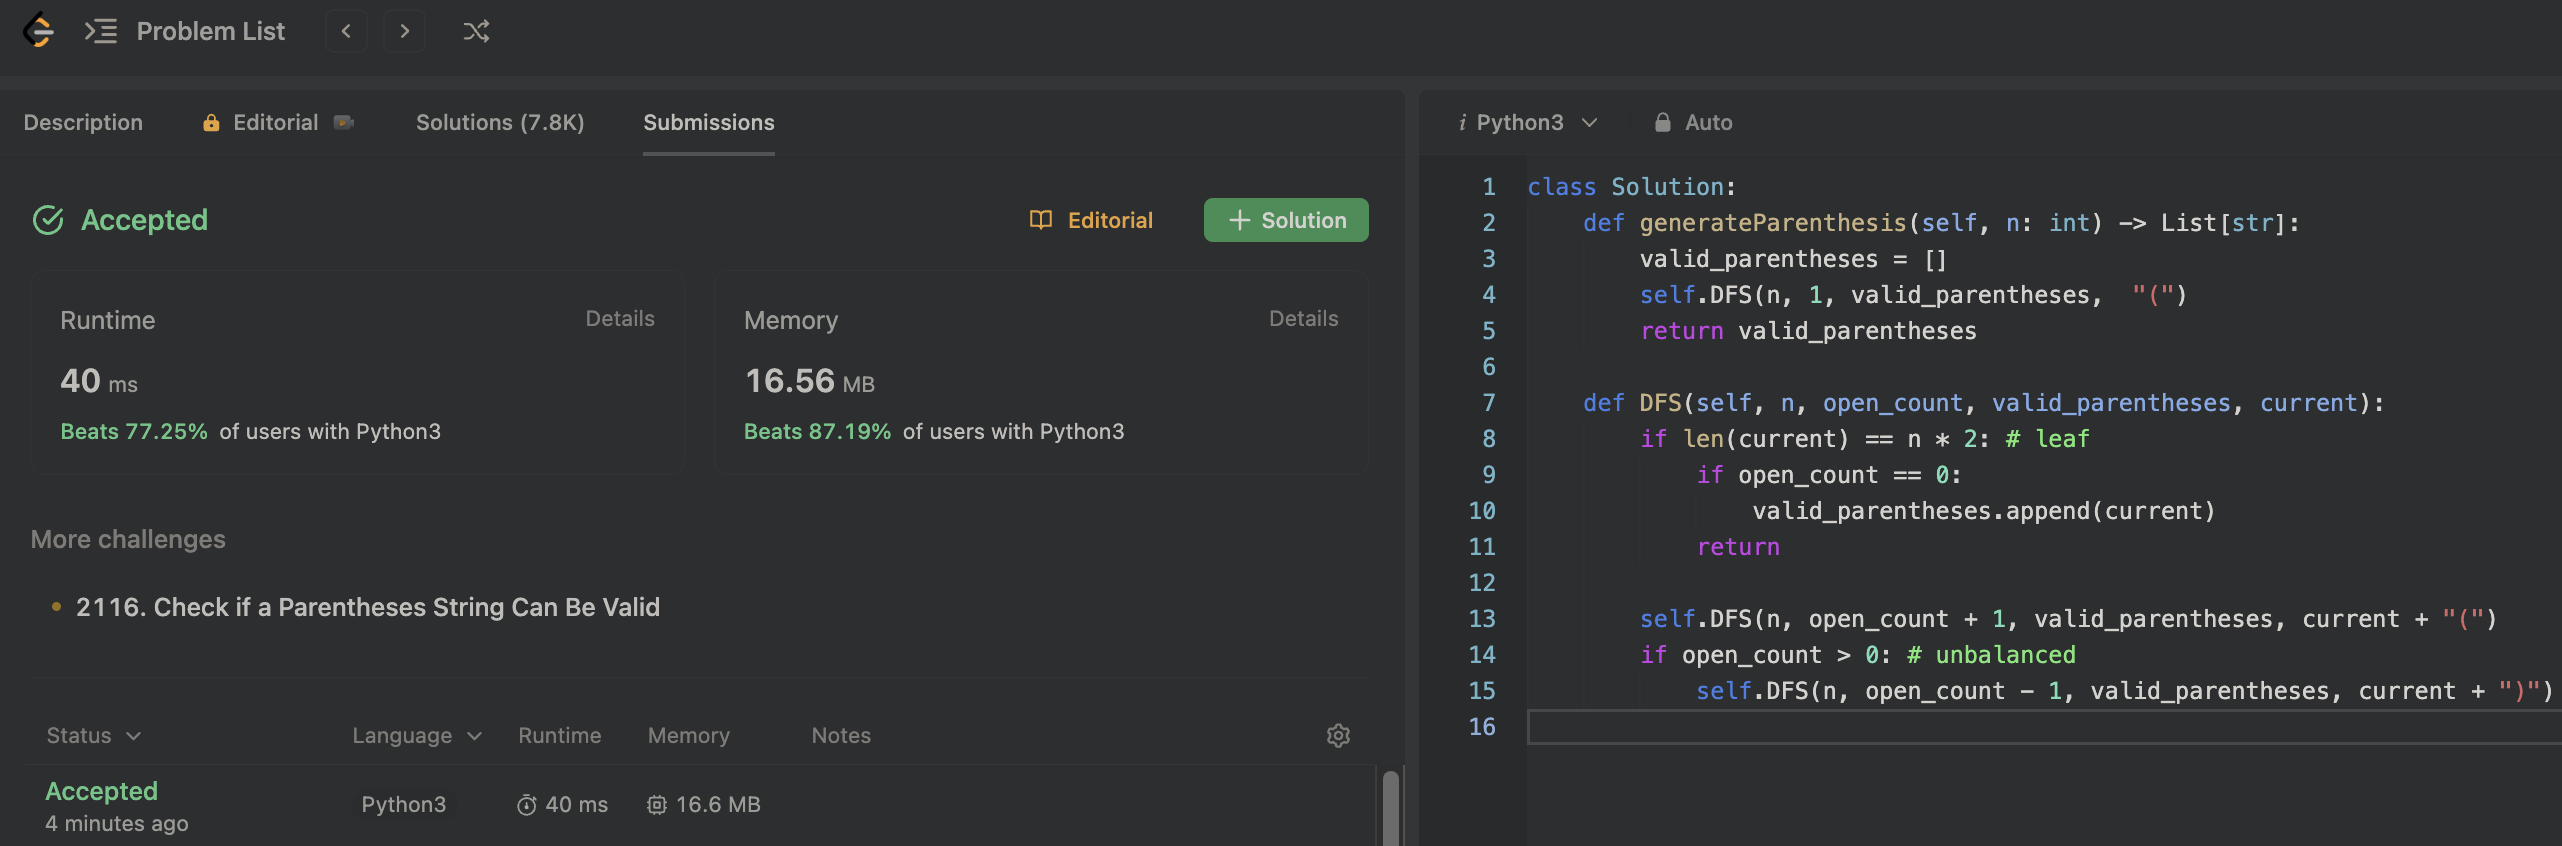 Problem List
Description
Editorial
Solutions (7.8K)
Submissions
Accepted
Editorial
Solution
Runtime
Details
40 ms
Beats 77.25% of users with Python3
Memory
Details
16.56 MB
Beats 87.19% of users with Python3
More challenges
2116. Check if a Parentheses String Can Be Valid
Status Language Runtime Memory Notes
Accepted
4 minutes ago
Python3
40 ms
16.6 MB
i Python3
Auto
1 class Solution:
2     def generateParenthesis(self, n: int) -> List[str]:
3         valid_parentheses = []
4         self.DFS(n, 1, valid_parentheses,  "(")
5         return valid_parentheses
6
7     def DFS(self, n, open_count, valid_parentheses, current):
8         if len(current) == n * 2: # leaf
9             if open_count == 0:
10                 valid_parentheses.append(current)
11             return
12
13         self.DFS(n, open_count + 1, valid_parentheses, current + "(")
14         if open_count > 0: # unbalanced
15             self.DFS(n, open_count - 1, valid_parentheses, current + ")")
16